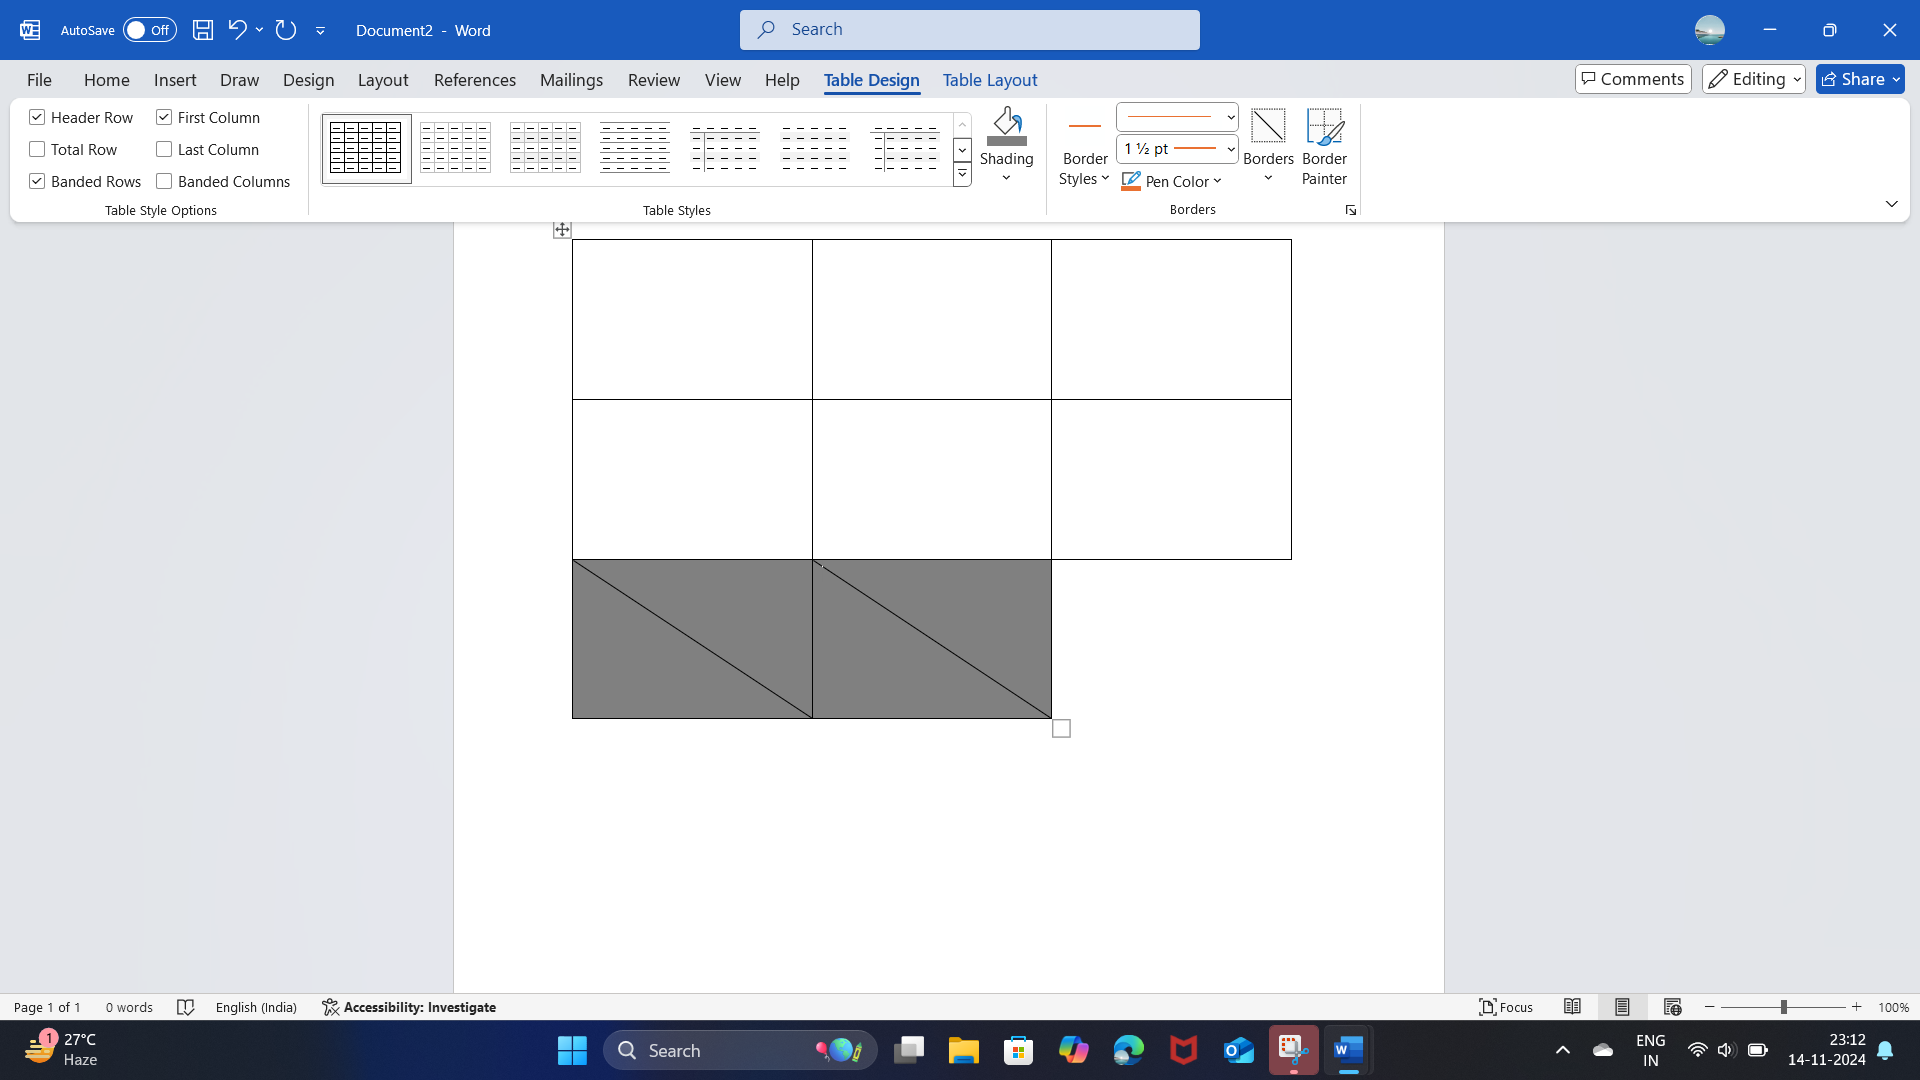 AutoSave Off Document2 - Word Search
File Home Insert Draw Design Layout References Mailings Review View Help Table Design Table Layout Comments Editing Share
Header Row First Column
Total Row Last Column
Banded Rows Banded Columns
Table Style Options
Table Styles
Shading
Border Styles
1 ½ pt
Pen Color
Borders
Border Painter
Borders
Page 1 of 1 0 words English (India) Accessibility: Investigate Focus 100%
1 27°C
Haze
Search
ENG
IN
23:12
14-11-2024